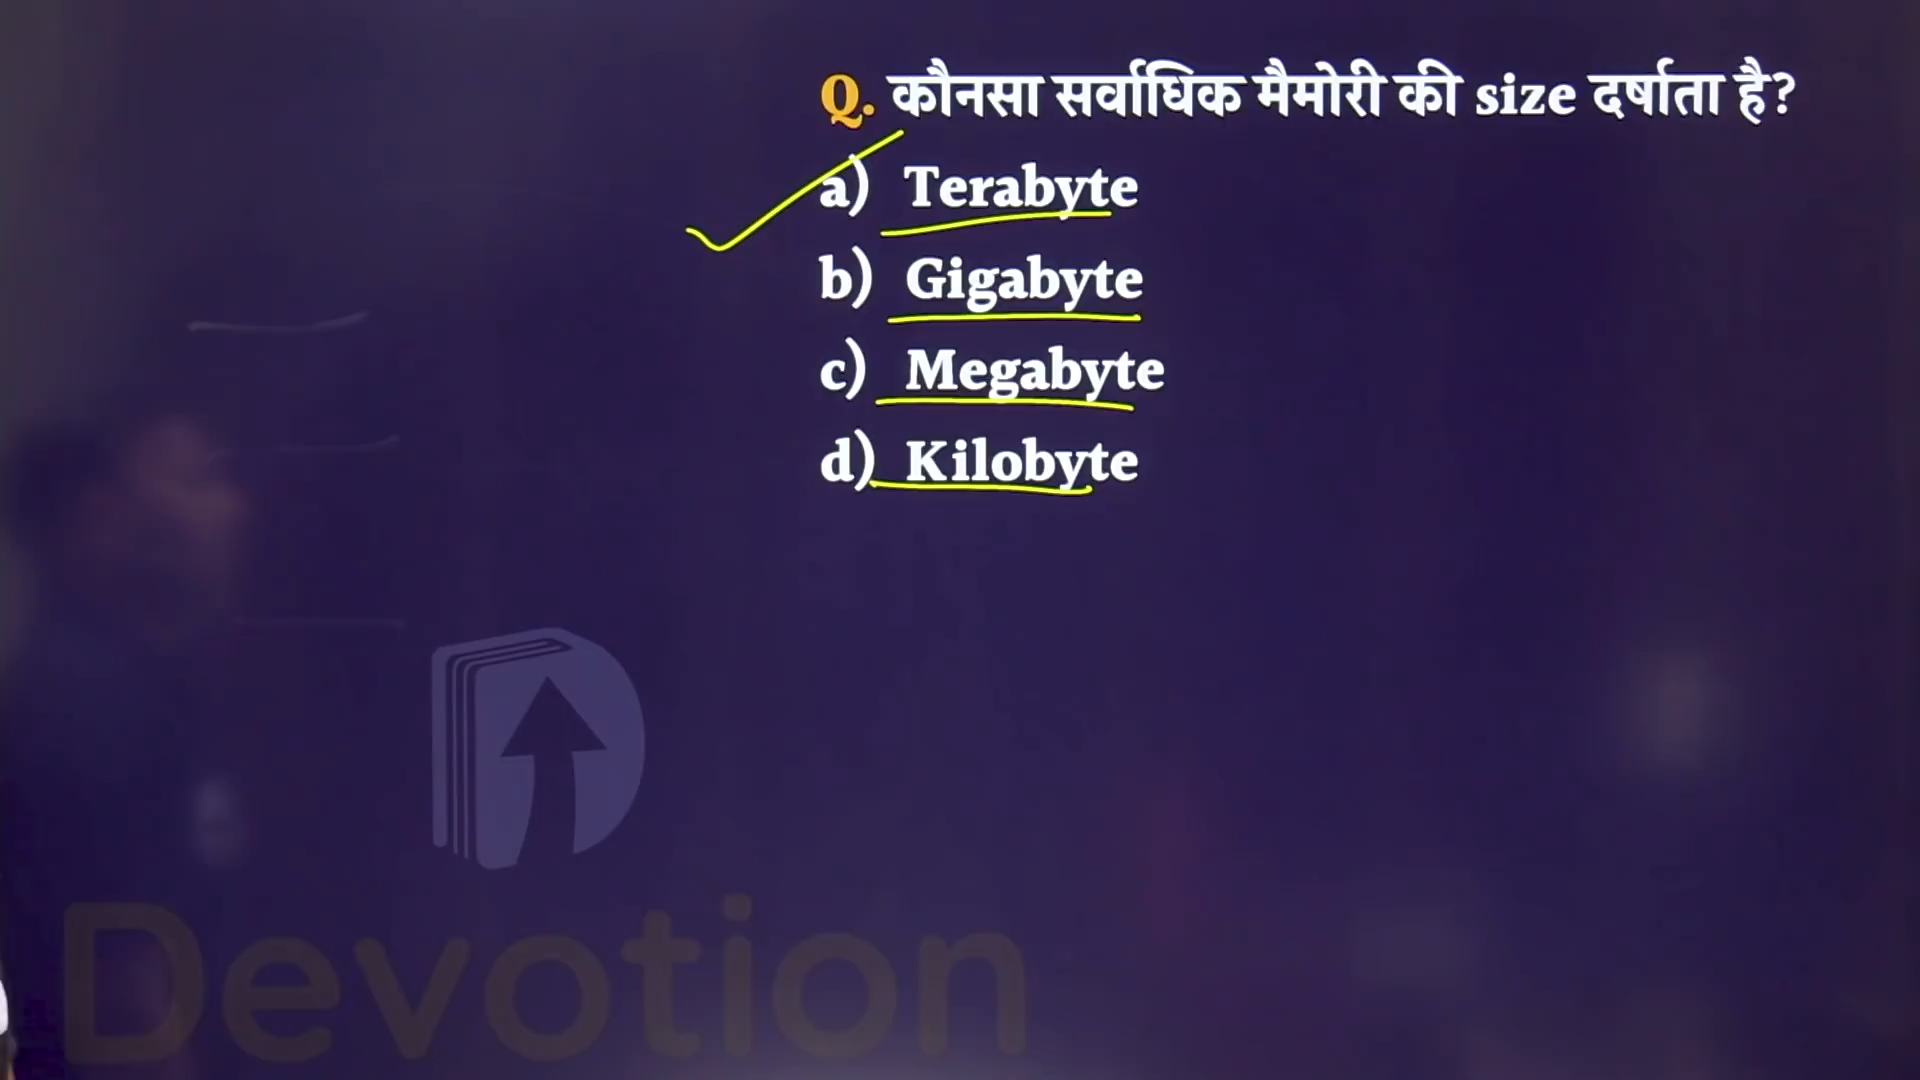 Q. कौनसा सर्वाधिक मैमोरी की size दर्षाता है?
a) Terabyte
b) Gigabyte
c) Megabyte
d) Kilobyte
Devotion